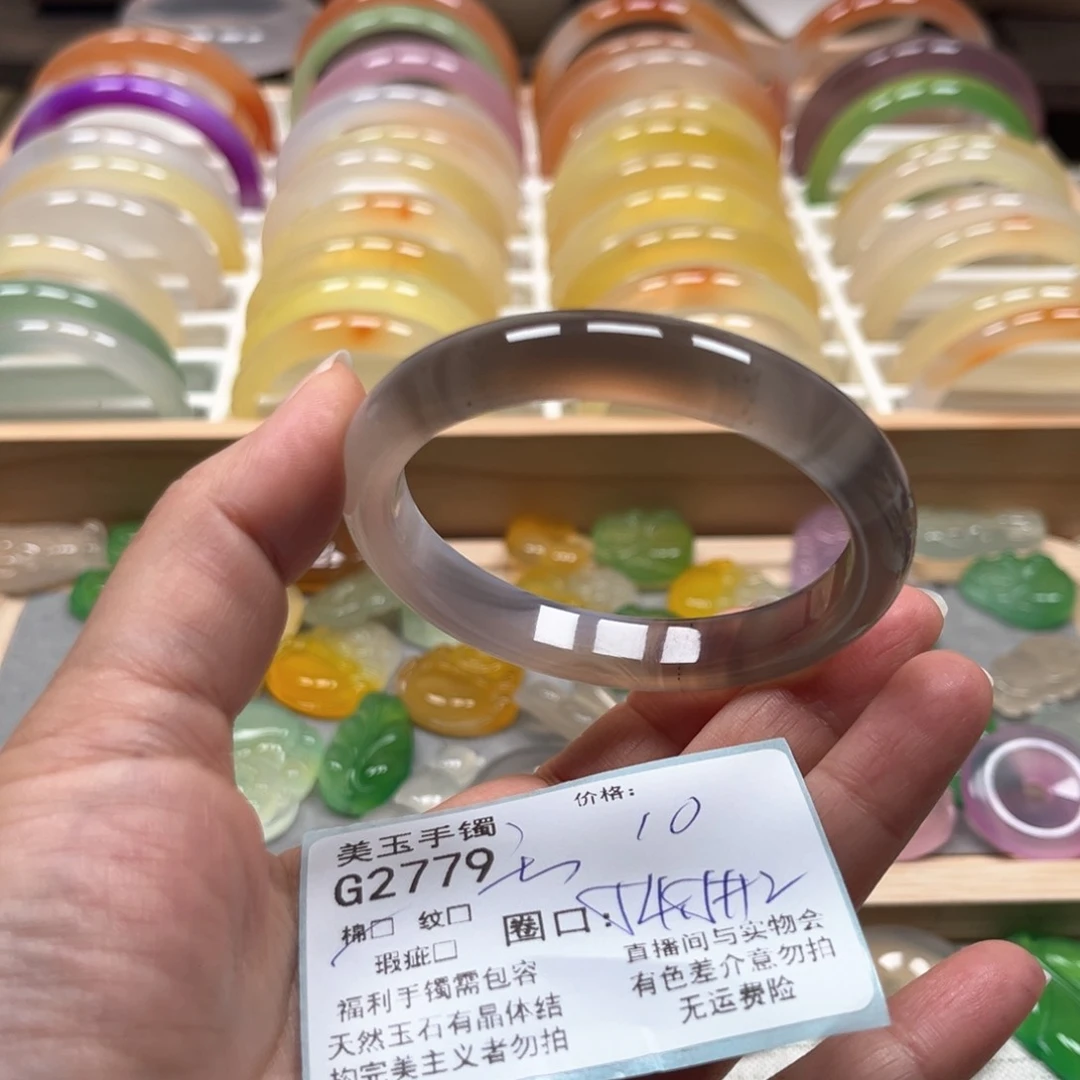 价格:
10
美玉手镯
G2779
棉□ 纹□
圈口:
瑕疵□
直播间与实物会
有色差介意勿拍
无运费险
福利手镯需包容
天然玉石有晶体结
构完美主义者勿拍